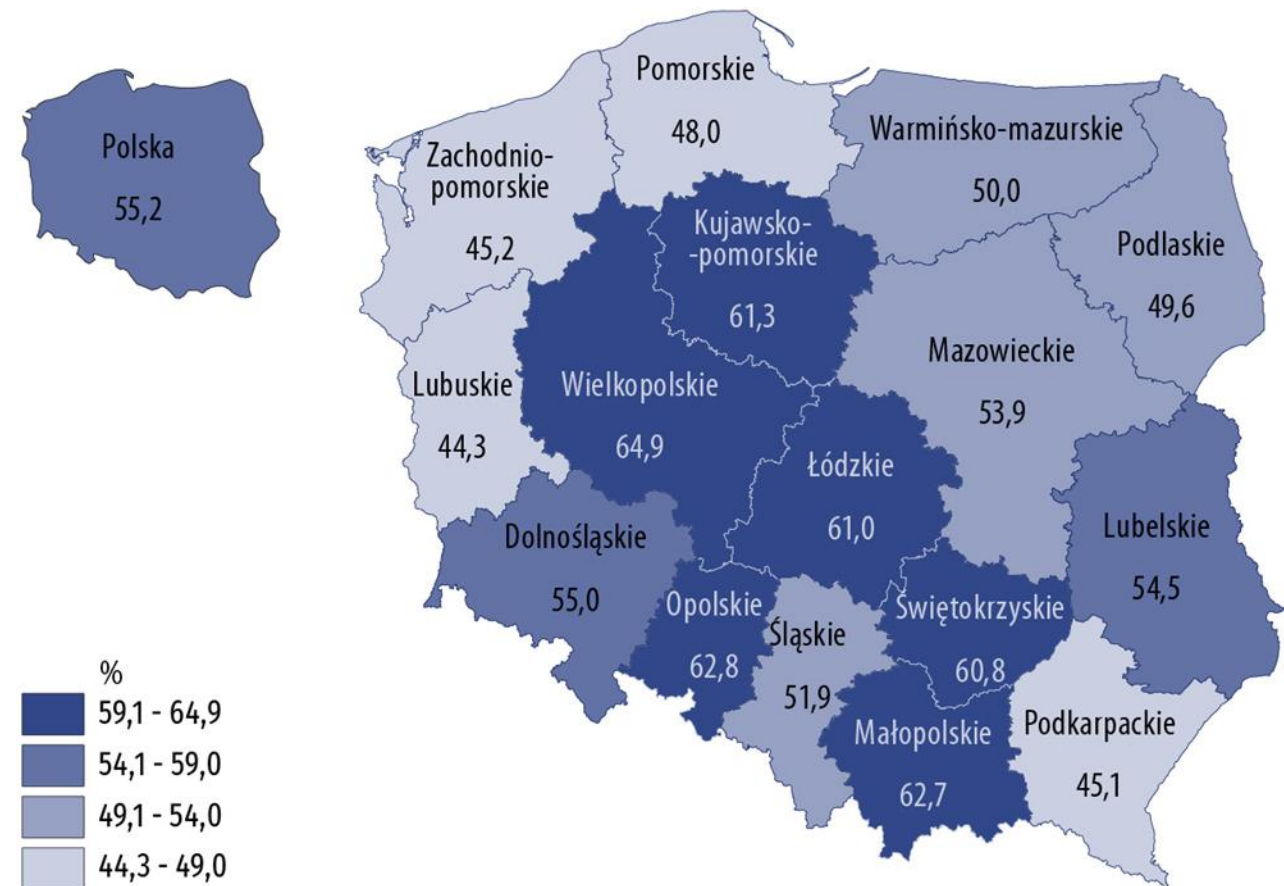 Polska
55,2
Pomorskie
48,0
Zachodnio-
pomorskie
45,2
Warmińsko-mazurskie
50,0
Podlaskie
49,6
Kujawsko-
-pomorskie
61,3
Mazowieckie
53,9
Lubuskie
44,3
Wielkopolskie
64,9
Łódzkie
61,0
Lubelskie
54,5
Dolnośląskie
55,0
Opolskie
62,8
Śląskie
51,9
Świętokrzyskie
60,8
Małopolskie
62,7
Podkarpackie
45,1
%
59,1 - 64,9
54,1 - 59,0
49,1 - 54,0
44,3 - 49,0